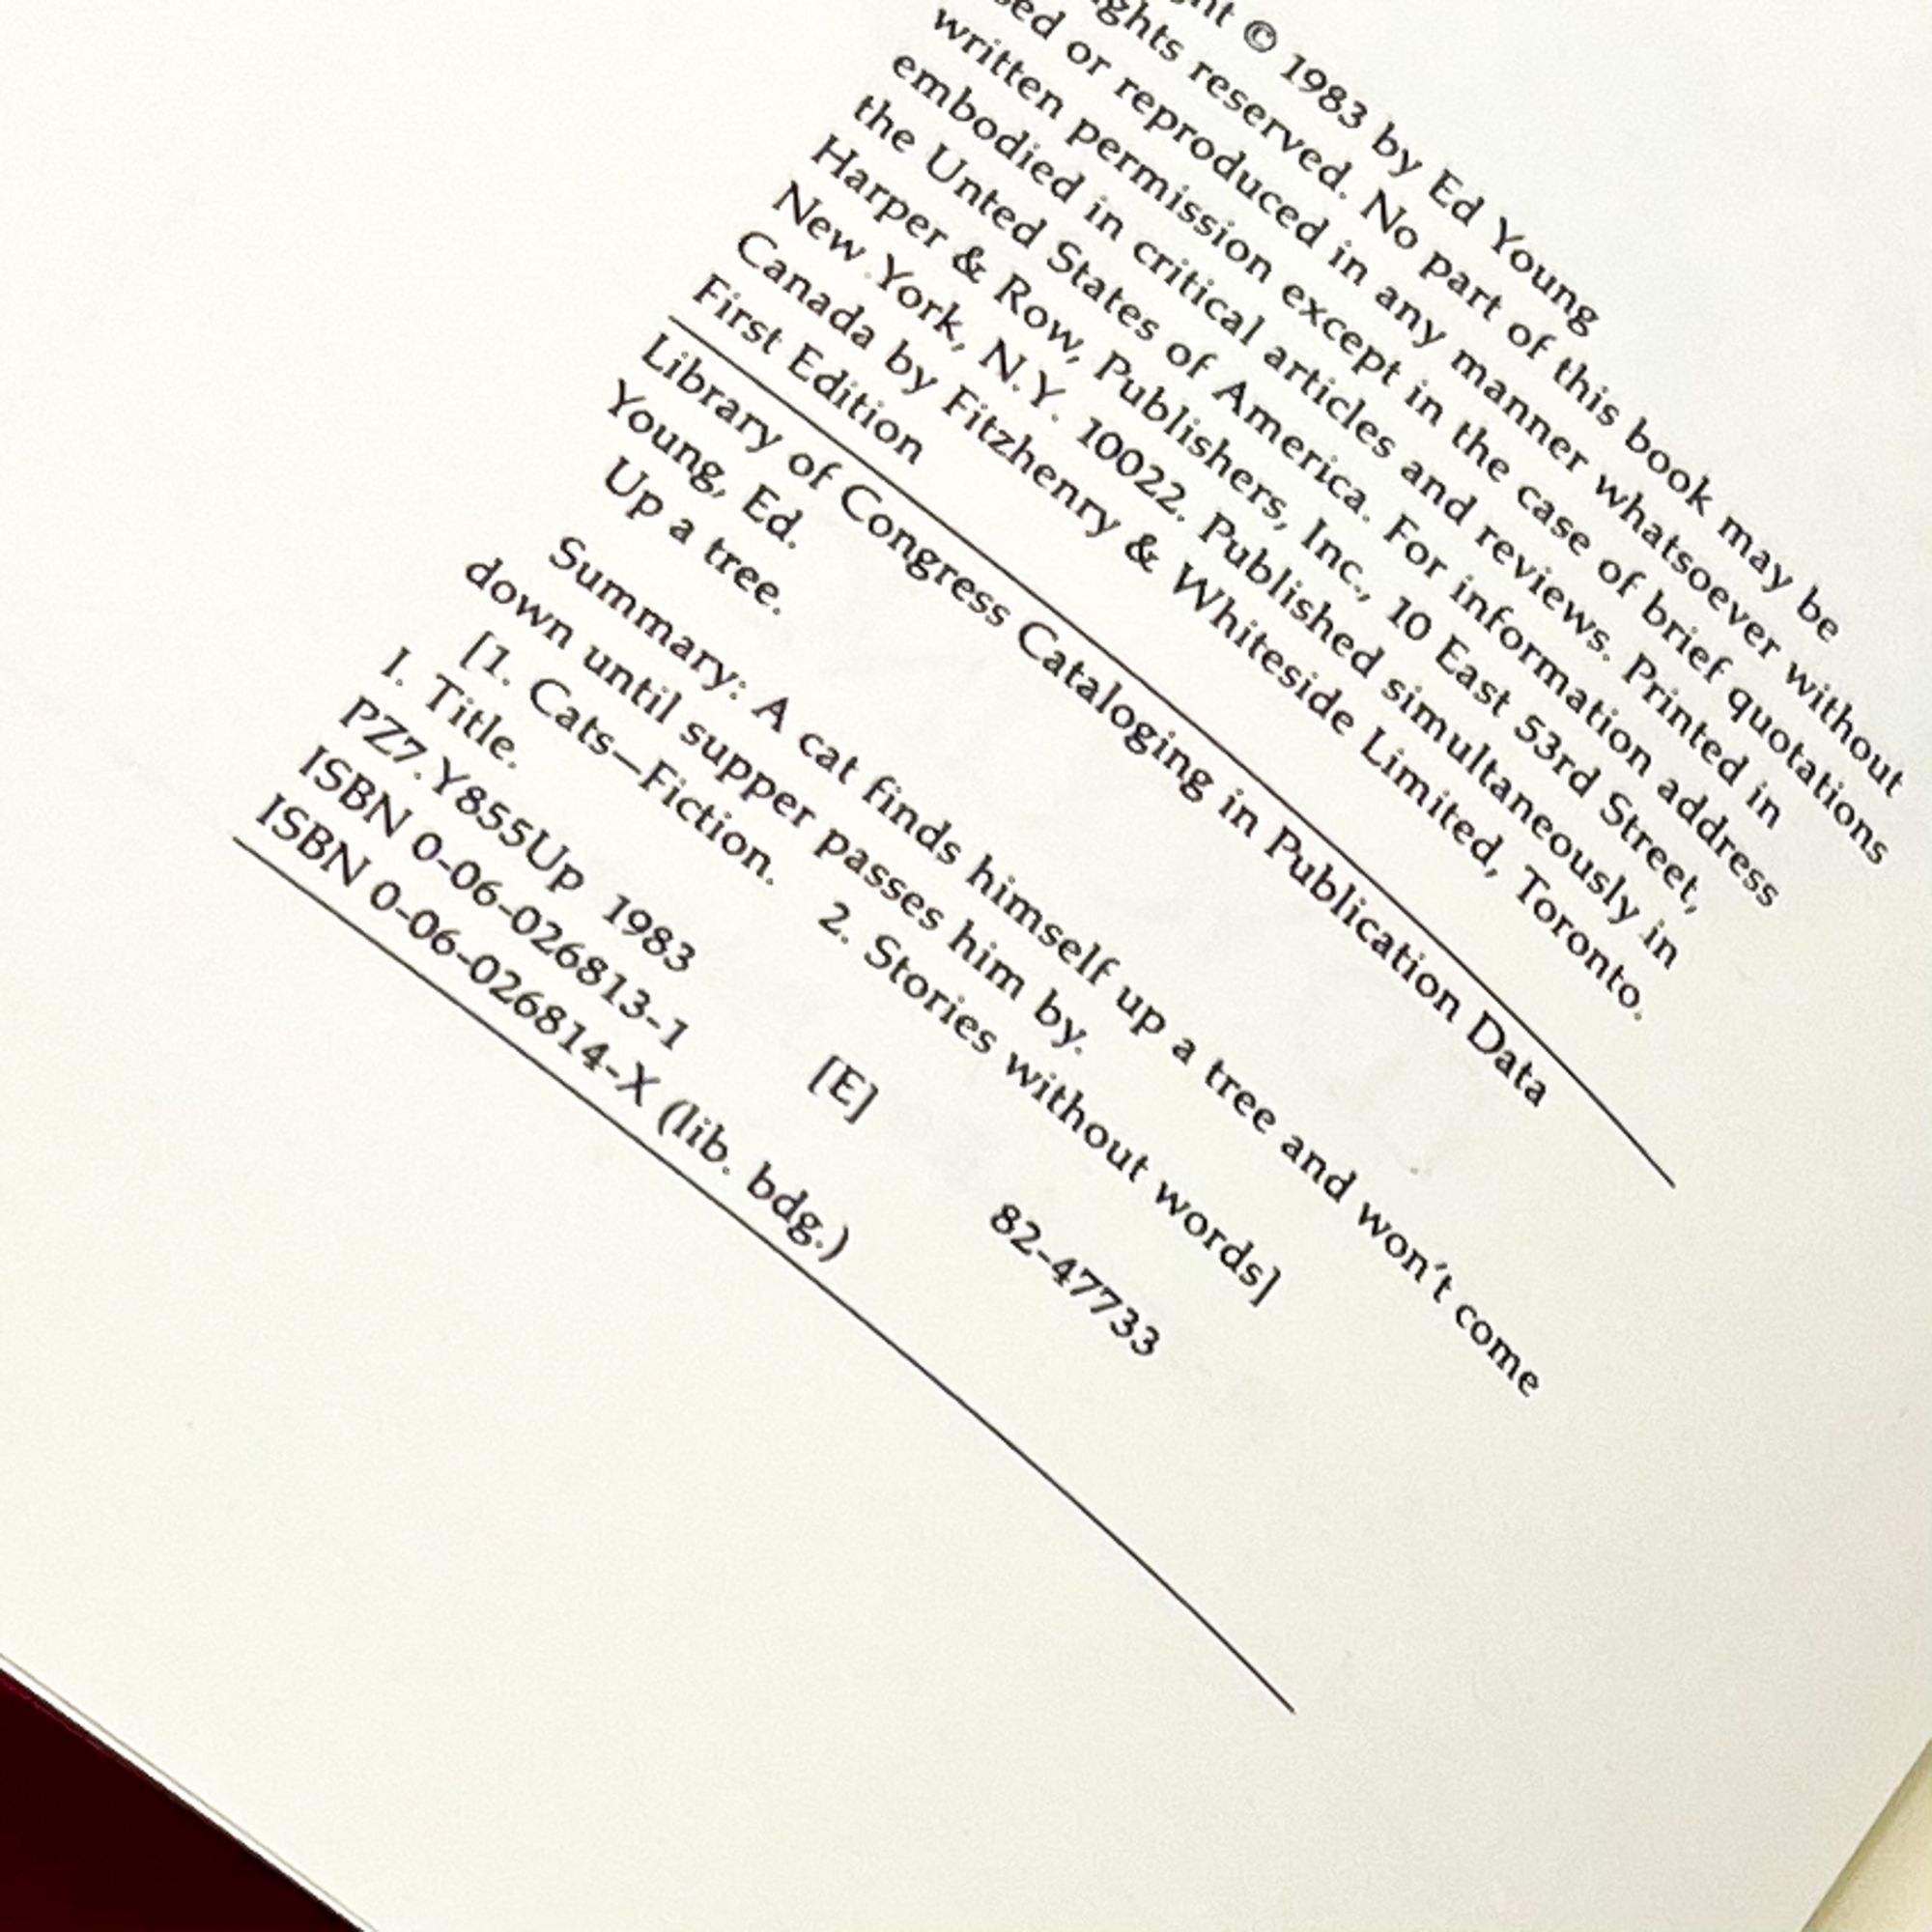 © 1983 by Ed Young
reserved. No part of this book may be
or reproduced in any manner whatsoever without
written permission except in the case of brief quotations
embodied in critical articles and reviews. Printed in
the Unted States of America. For information address
Harper & Row, Publishers, Inc., 10 East 53rd Street,
New York, N.Y. 10022. Published simultaneously in
Canada by Fitzhenry & Whiteside Limited, Toronto.
First Edition
Library of Congress Cataloging in Publication Data
Young, Ed.
Up a tree.
Summary: A cat finds himself up a tree and won't come
down until supper passes him by.
[1. Cats—Fiction. 2. Stories without words]
I. Title.
PZ7.Y855Up 1983 [E] 82-47733
ISBN 0-06-026813-1
ISBN 0-06-026814-X (lib. bdg.)